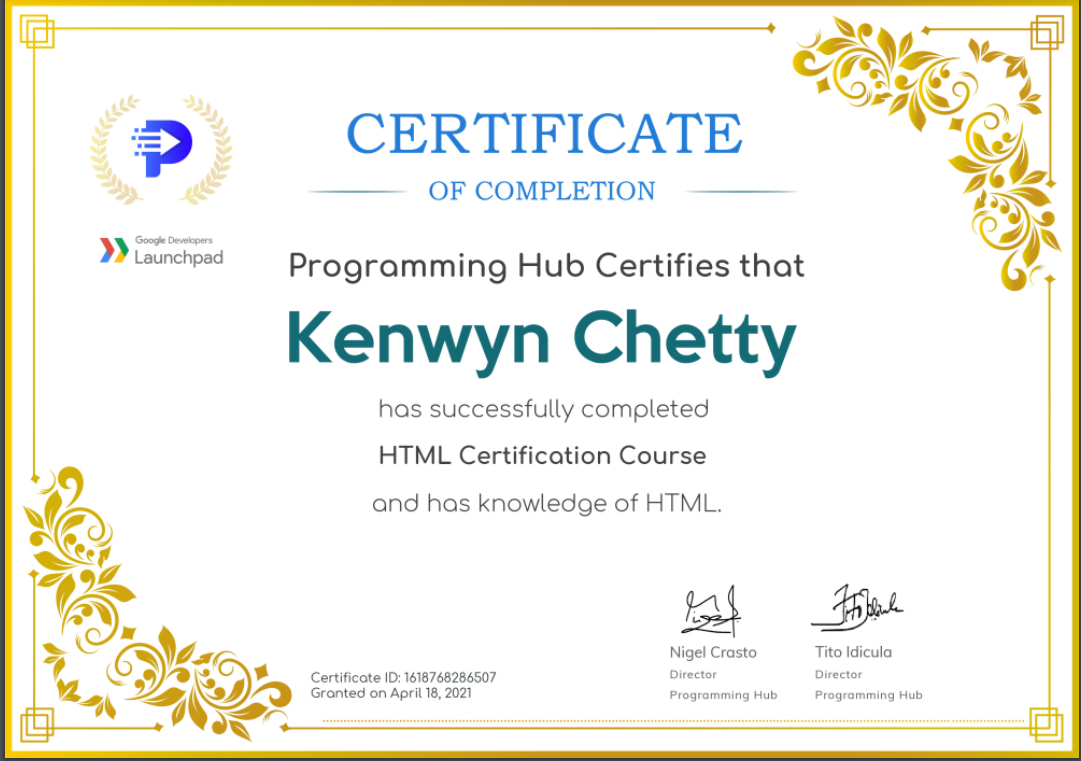 CERTIFICATE
OF COMPLETION
Google Developers
Launchpad
Programming Hub Certifies that
Kenwyn Chetty
has successfully completed
HTML Certification Course
and has knowledge of HTML.
Nigel Crasto
Director
Programming Hub
Tito Idicula
Director
Programming Hub
Certificate ID: 1618768286507
Granted on April 18, 2021